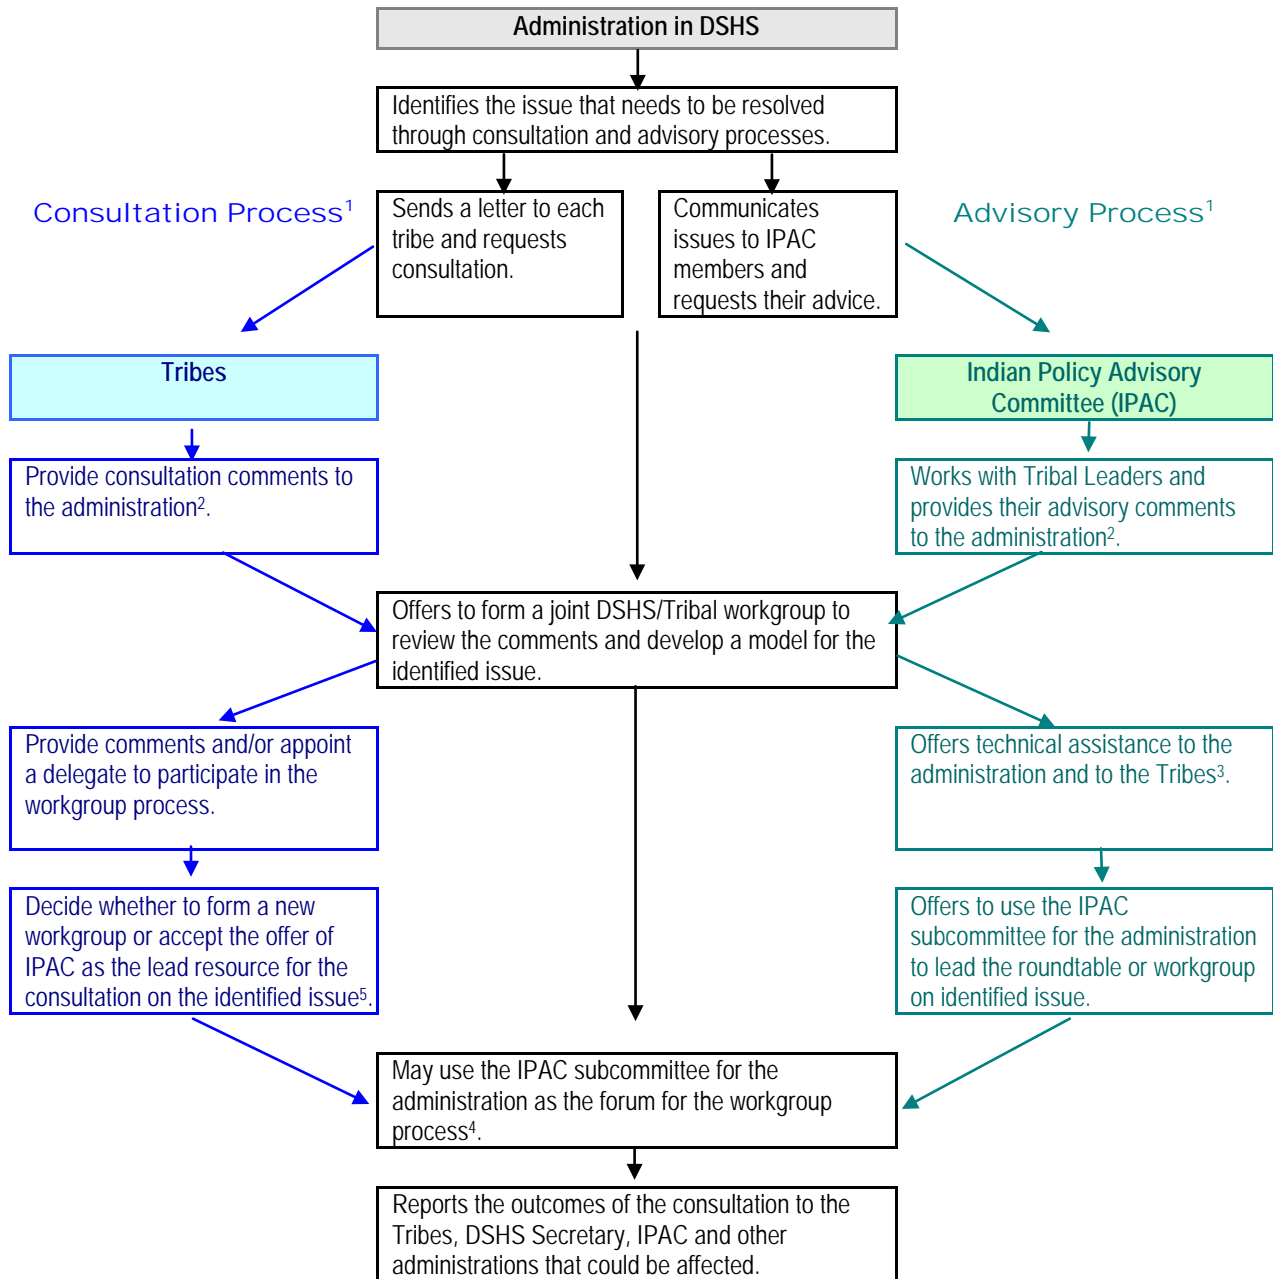 Administration in DSHS
Identifies the issue that needs to be resolved
through consultation and advisory processes.
Consultation Process¹
Sends a letter to each
tribe and requests
consultation.
Communicates
issues to IPAC
members and
requests their advice.
Advisory Process¹
Tribes
Indian Policy Advisory
Committee (IPAC)
Provide consultation comments to
the administration².
Works with Tribal Leaders and
provides their advisory comments
to the administration².
Offers to form a joint DSHS/Tribal workgroup to
review the comments and develop a model for the
identified issue.
Provide comments and/or appoint
a delegate to participate in the
workgroup process.
Offers technical assistance to the
administration and to the Tribes³.
Decide whether to form a new
workgroup or accept the offer of
IPAC as the lead resource for the
consultation on the identified issue⁵.
Offers to use the IPAC
subcommittee for the administration
to lead the roundtable or workgroup
on identified issue.
May use the IPAC subcommittee for the
administration as the forum for the workgroup
process⁴.
Reports the outcomes of the consultation to the
Tribes, DSHS Secretary, IPAC and other
administrations that could be affected.